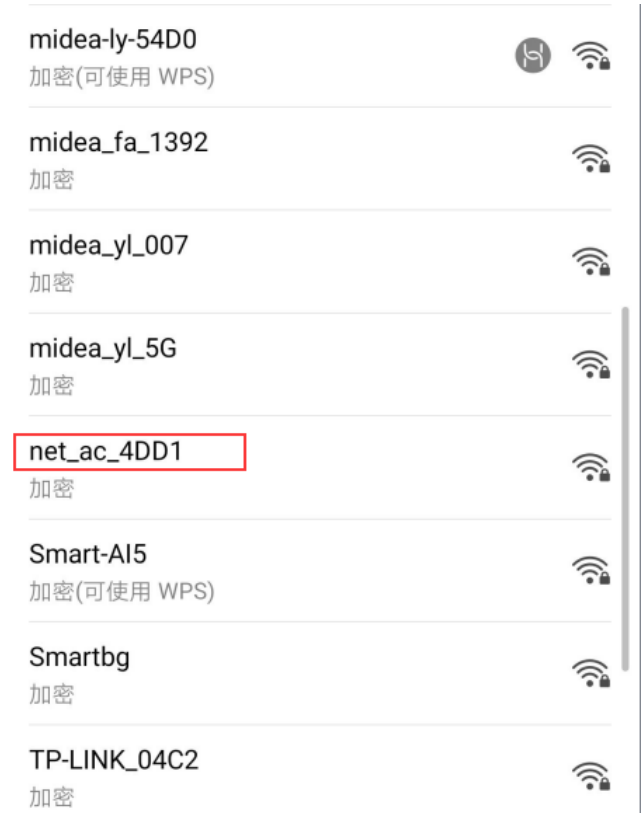 midea-ly-54D0
加密(可使用 WPS)
midea_fa_1392
加密
midea_yl_007
加密
midea_yl_5G
加密
net_ac_4DD1
加密
Smart-AI5
加密(可使用 WPS)
Smartbg
加密
TP-LINK_04C2
加密